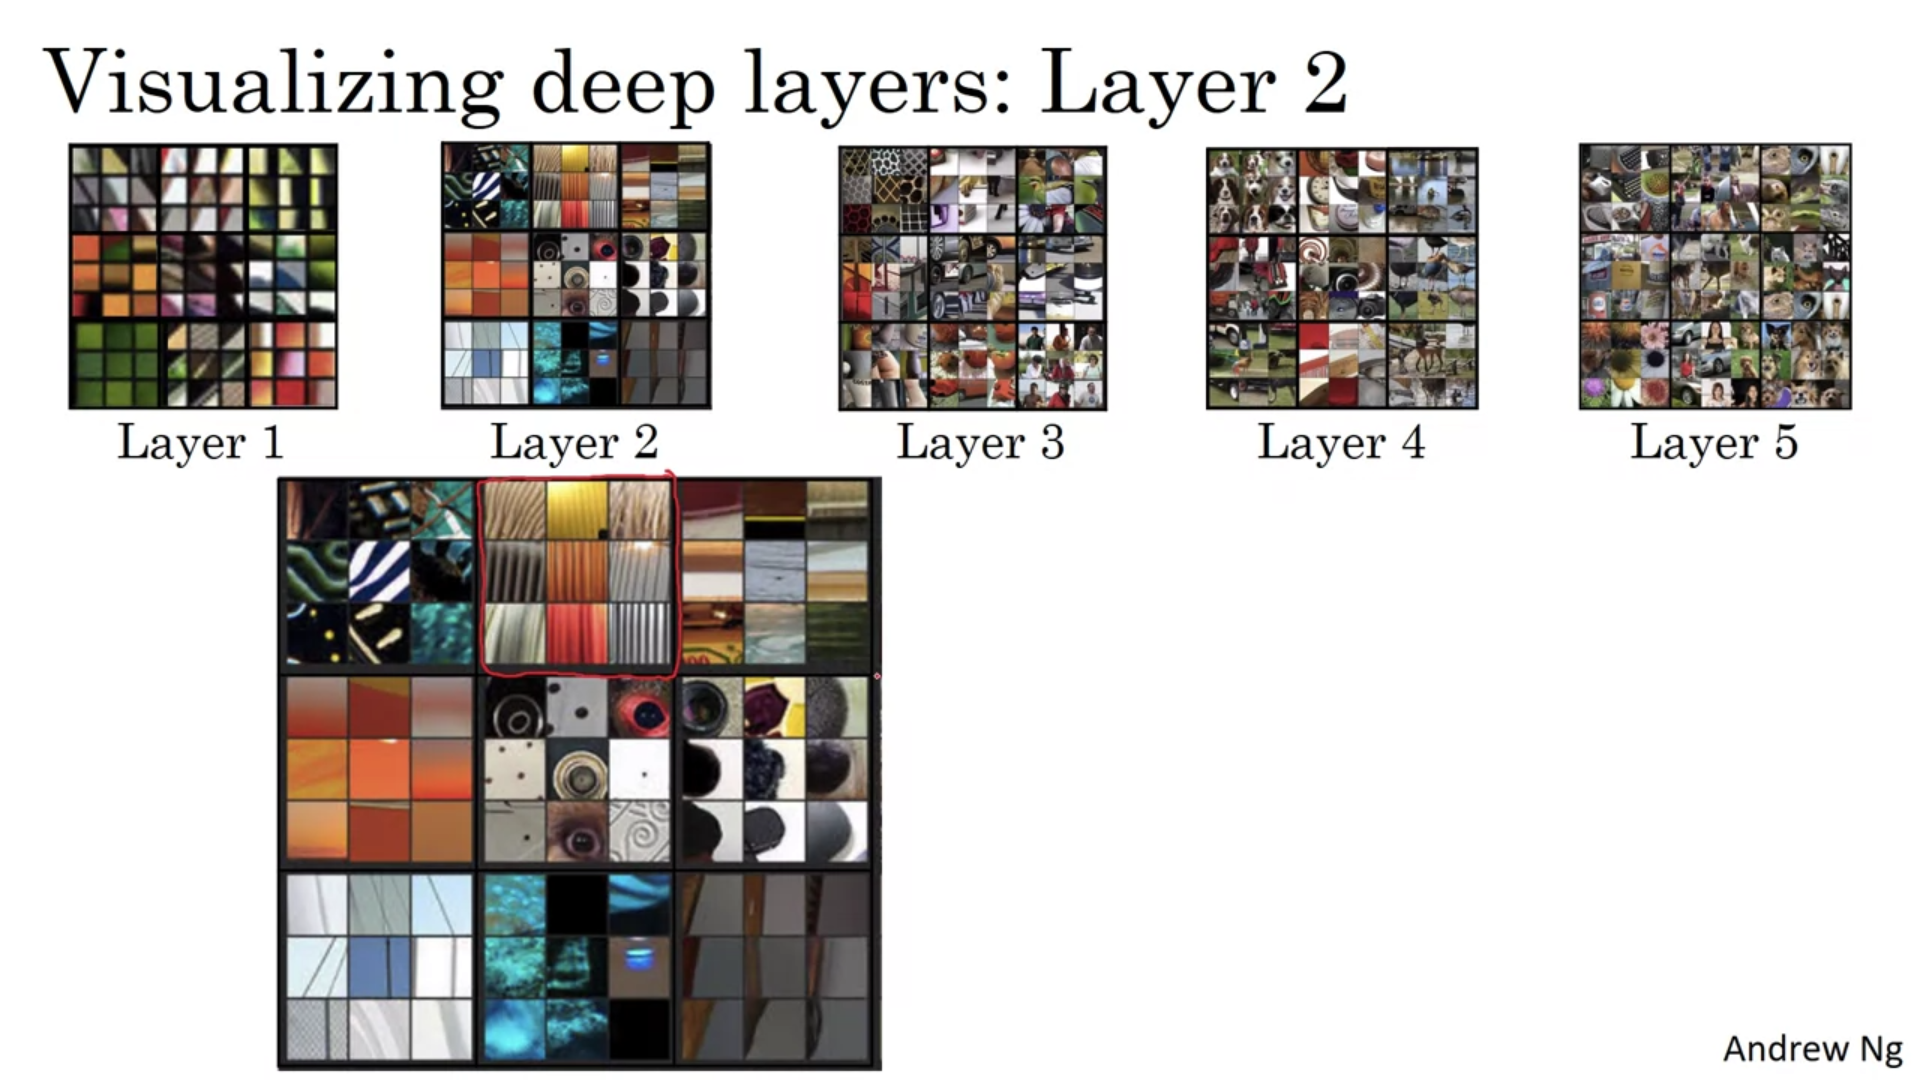 Visualizing deep layers: Layer 2
Layer 1
Layer 2
Layer 3
Layer 4
Layer 5
Andrew Ng